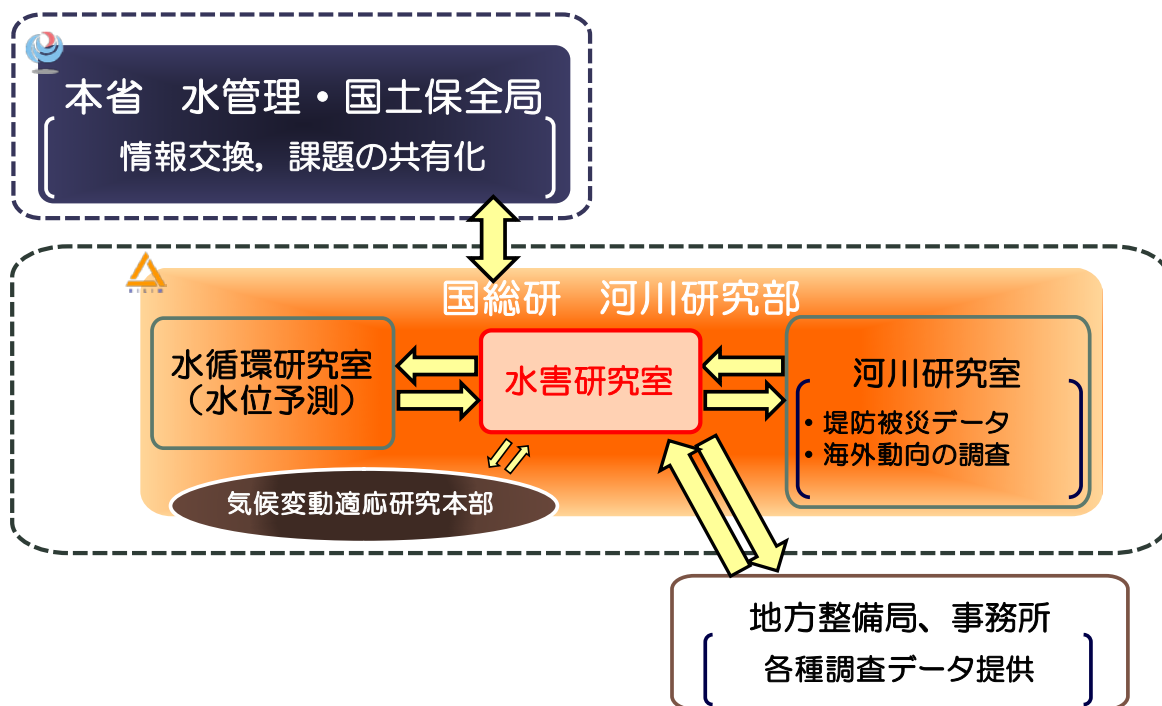 本省　水管理・国土保全局
情報交換，課題の共有化
国総研　河川研究部
水循環研究室
（水位予測）
水害研究室
河川研究室
・堤防被災データ
・海外動向の調査
気候変動適応研究本部
地方整備局、事務所
各種調査データ提供